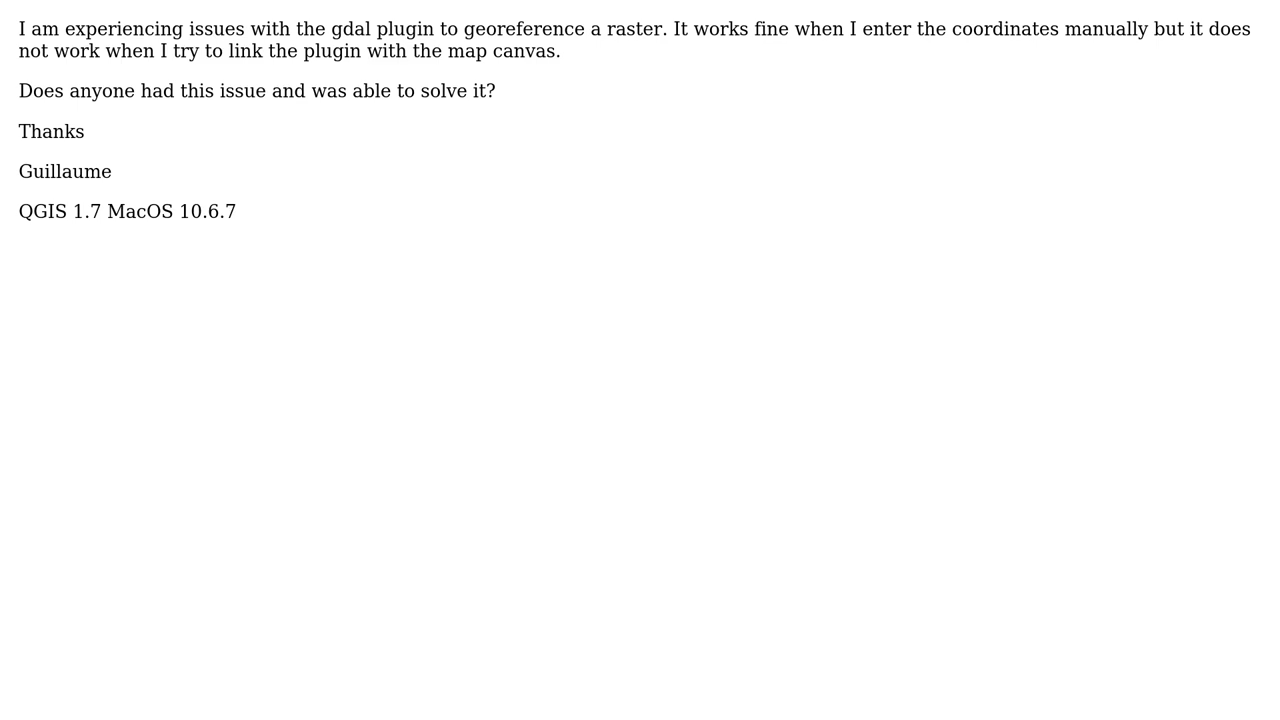 I am experiencing issues with the gdal plugin to georeference a raster. It works fine when I enter the coordinates manually but it does
not work when I try to link the plugin with the map canvas.
Does anyone had this issue and was able to solve it?
Thanks
Guillaume
QGIS 1.7 MacOS 10.6.7